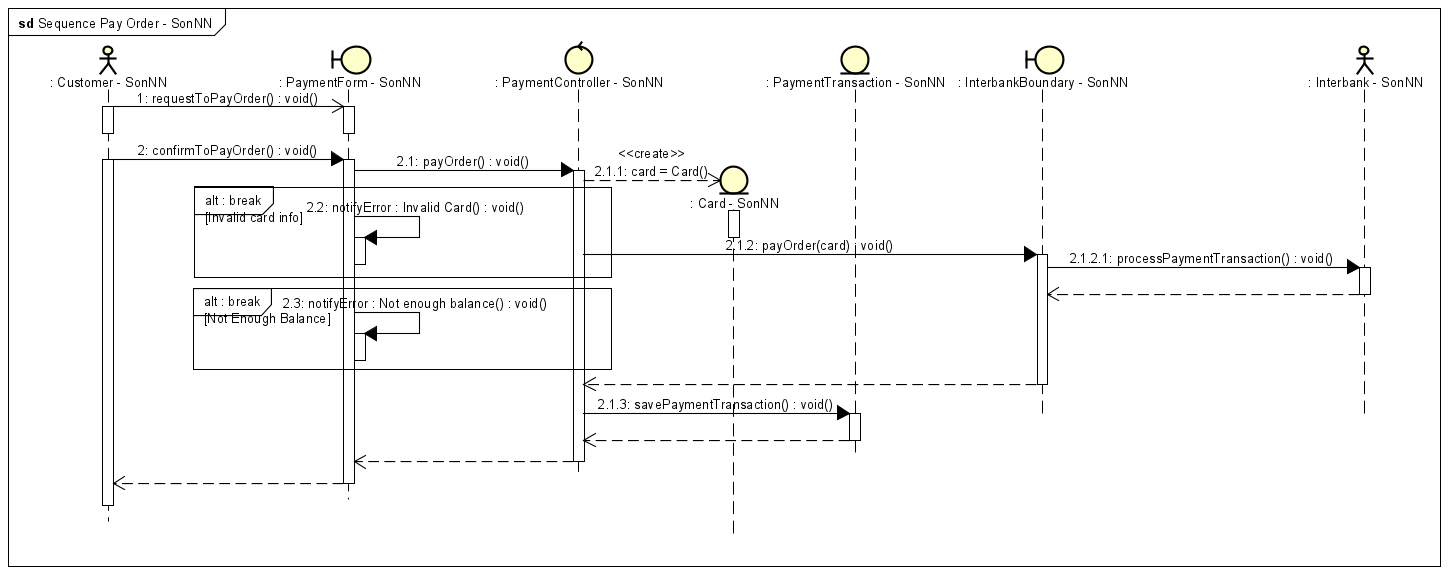 sd Sequence Pay Order - SonNN
: Customer - SonNN
: PaymentForm - SonNN
: PaymentController - SonNN
: PaymentTransaction - SonNN
: InterbankBoundary - SonNN
: Interbank - SonNN
1: requestToPayOrder() : void()
2: confirmToPayOrder() : void()
2.1: payOrder() : void()
<<create>>
2.1.1: card = Card()
: Card - SonNN
alt : break
[Invalid card info]
2.2: notifyError : Invalid Card() : void()
2.1.2: payOrder(card) : void()
2.1.2.1: processPaymentTransaction() : void()
alt : break
[Not Enough Balance]
2.3: notifyError : Not enough balance() : void()
2.1.3: savePaymentTransaction() : void()